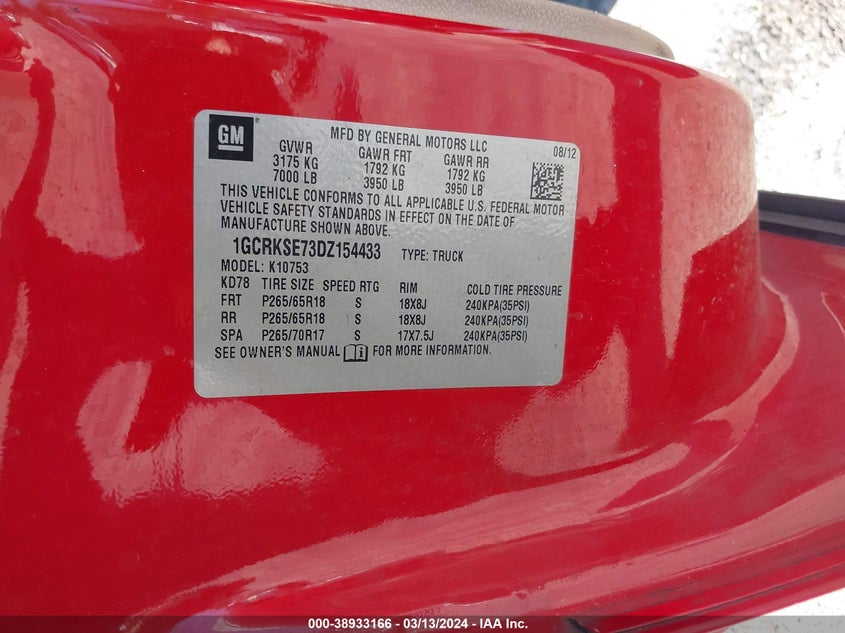 GM
MFD BY GENERAL MOTORS LLC 08/12
GVWR GAWR FRT GAWR RR
3175 KG 1792 KG 1792 KG
7000 LB 3950 LB 3950 LB
THIS VEHICLE CONFORMS TO ALL APPLICABLE U.S. FEDERAL MOTOR
VEHICLE SAFETY STANDARDS IN EFFECT ON THE DATE OF
MANUFACTURE SHOWN ABOVE.
1GCRKSE73DZ154433 TYPE: TRUCK
MODEL: K10753
KD78 TIRE SIZE SPEED RTG RIM COLD TIRE PRESSURE
FRT P265/65R18 S 18X8J 240KPA(35PSI)
RR P265/65R18 S 18X8J 240KPA(35PSI)
SPA P265/70R17 S 17X7.5J 240KPA(35PSI)
SEE OWNER'S MANUAL FOR MORE INFORMATION.
000-38933166 - 03/13/2024 - IAA Inc.